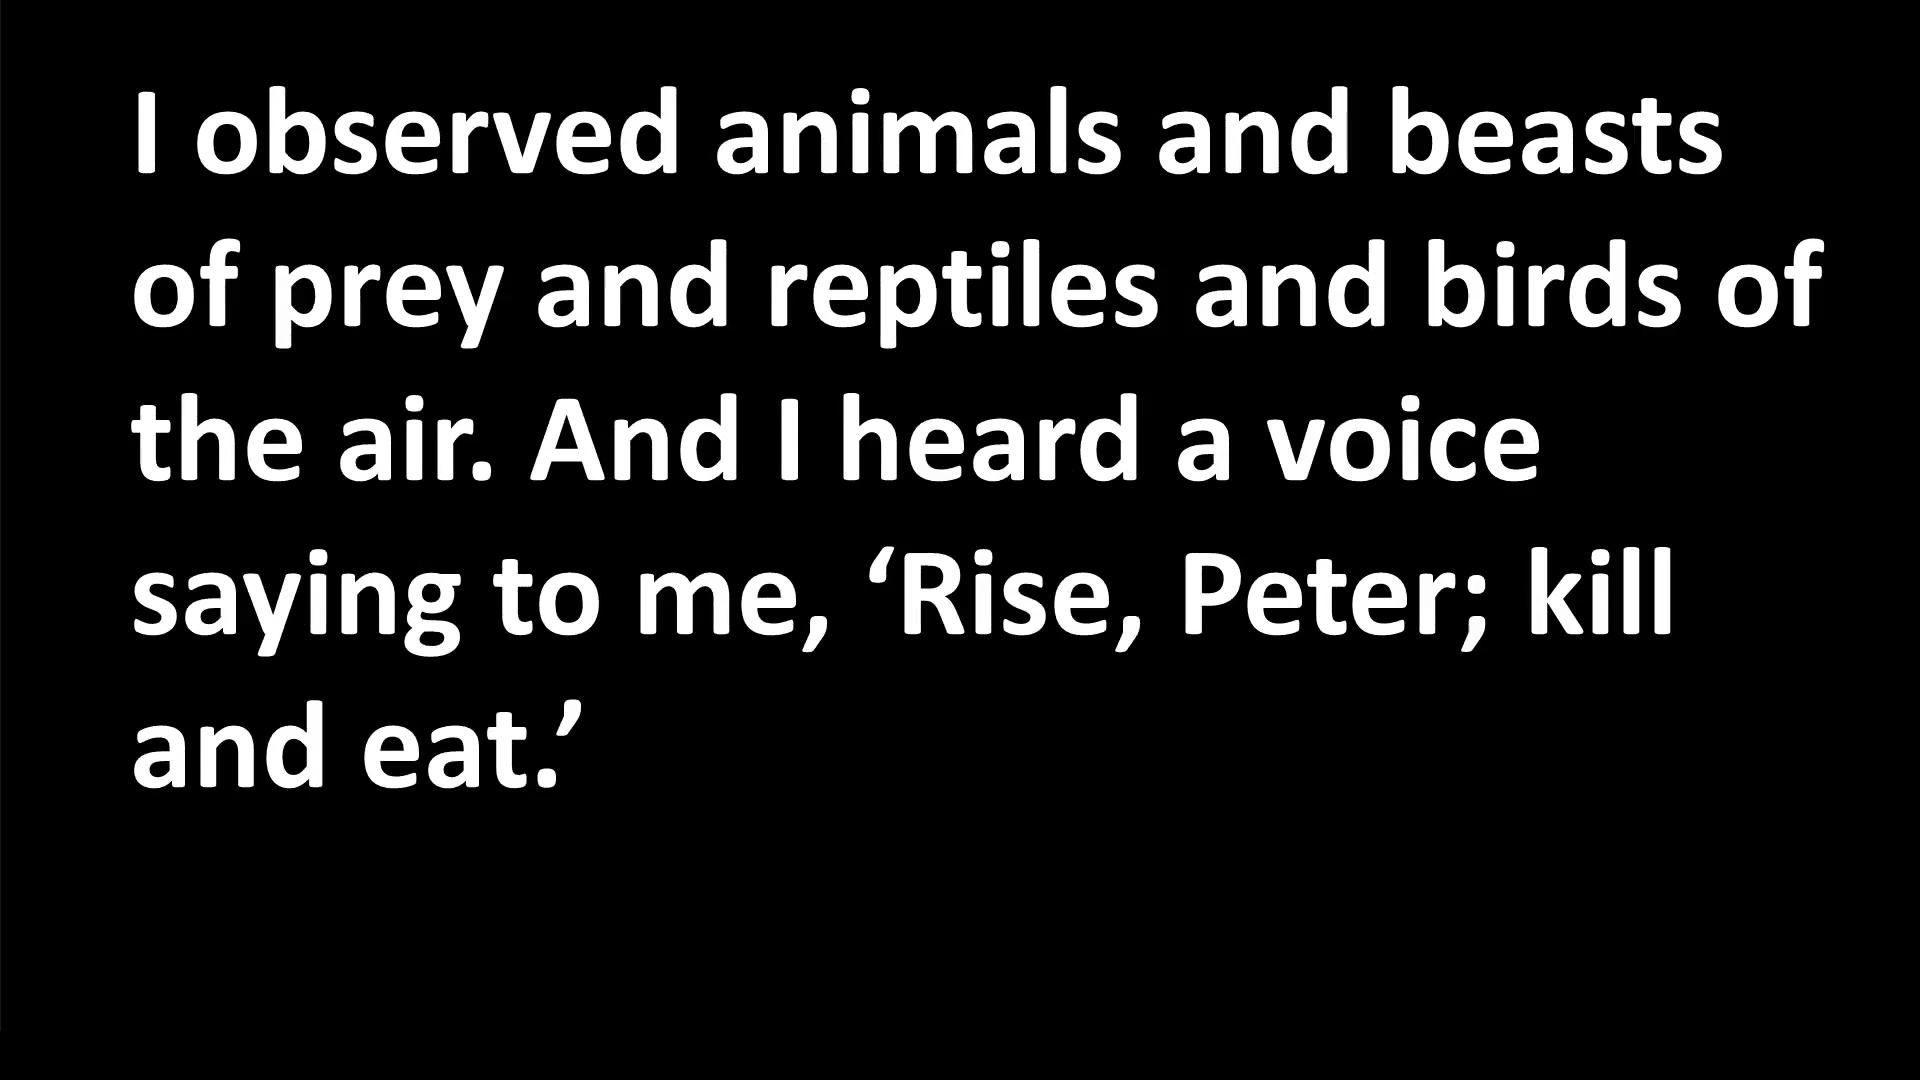 I observed animals and beasts
of prey and reptiles and birds of
the air. And I heard a voice
saying to me, ‘Rise, Peter; kill
and eat.’